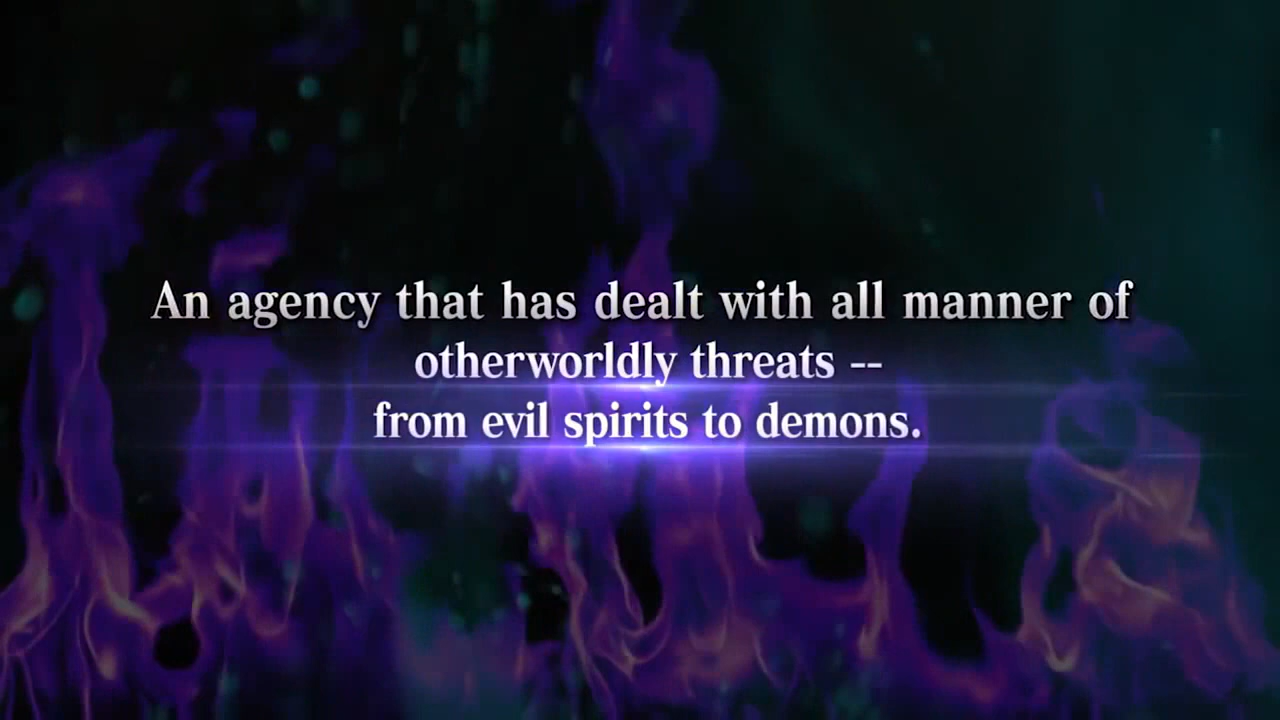 An agency that has dealt with all manner of
otherworldly threats --
from evil spirits to demons.